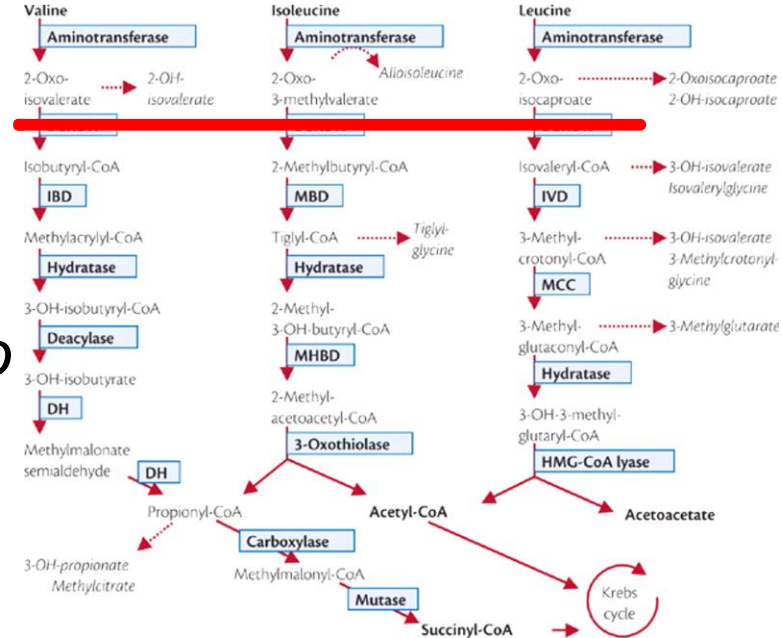 Valine
Aminotransferase
2-Oxo-
isovalerate
2-OH-
isovalerate
Isobutyryl-CoA
IBD
Methylacrylyl-CoA
Hydratase
3-OH-isobutyryl-CoA
Deacylase
3-OH-isobutyrate
DH
Methylmalonate
semialdehyde
DH
Isoleucine
Aminotransferase
Alloisoleucine
2-Oxo-
3-methylvalerate
2-Methylbutyryl-CoA
MBD
Tiglyl-CoA
Tiglyl-
glycine
Hydratase
2-Methyl-
3-OH-butyryl-CoA
MHBD
2-Methyl-
acetoacetyl-CoA
3-Oxothiolase
Leucine
Aminotransferase
2-Oxo-
isocaproate
2-Oxoisocaproate
2-OH-isocaproate
Isovaleryl-CoA
3-OH-isovalerate
Isovalerylglycine
IVD
3-Methyl-
crotonyl-CoA
3-OH-isovalerate
3-Methylcrotonyl-
glycine
MCC
3-Methyl-
glutaconyl-CoA
3-Methylglutarate
Hydratase
3-OH-3-methyl-
glutaryl-CoA
HMG-CoA lyase
Propionyl-CoA
Acetyl-CoA
Acetoacetate
Carboxylase
3-OH-propionate
Methylcitrate
Methylmalonyl-CoA
Mutase
Succinyl-CoA
Krebs
cycle